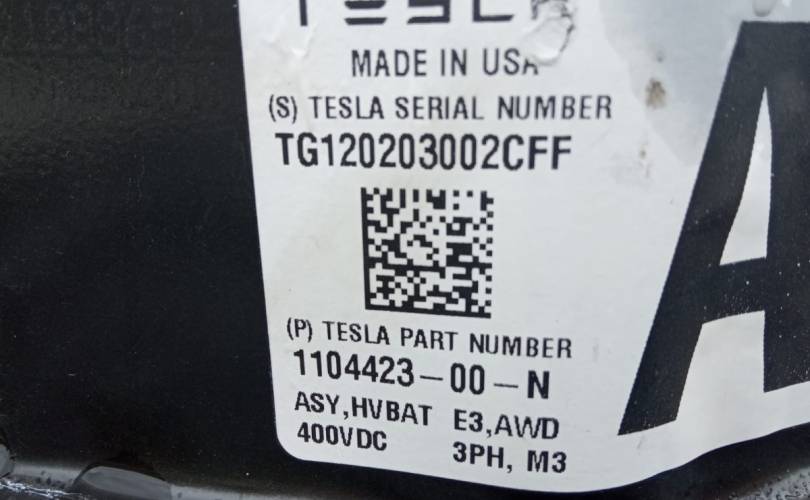 TESLA
MADE IN USA
(S) TESLA SERIAL NUMBER
TG120203002CFF
(P) TESLA PART NUMBER
1104423-00-N
ASY,HVBAT E3,AWD
400VDC 3PH, M3
A